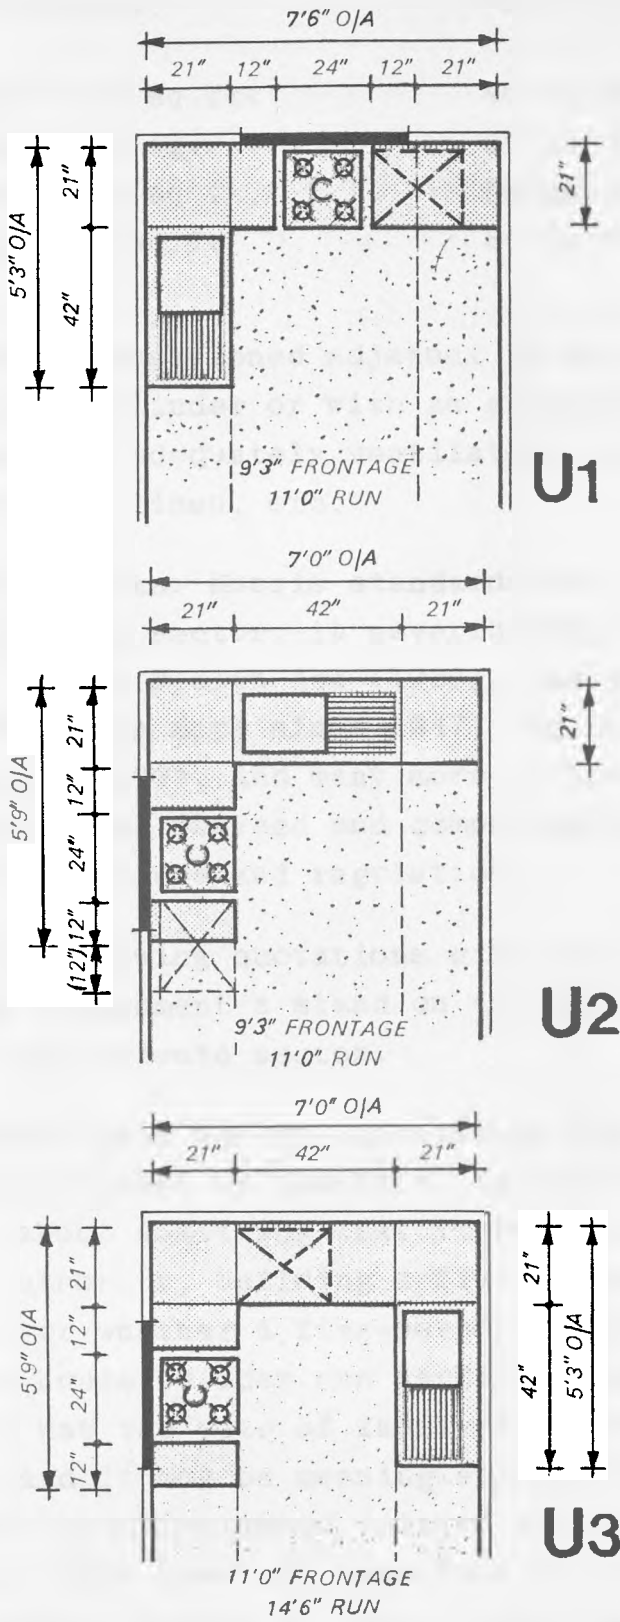 7'6" O/A
21" 12" 24" 12" 21"
5'3" O/A
21"
42"
21"
C
9'3" FRONTAGE
11'0" RUN
U1
7'0" O/A
21" 42" 21"
5'9" O/A
21"
12"
24"
12"
(12")
21"
C
9'3" FRONTAGE
11'0" RUN
U2
7'0" O/A
21" 42" 21"
5'9" O/A
21"
12"
24"
12"
C
21"
42"
5'3" O/A
11'0" FRONTAGE
14'6" RUN
U3